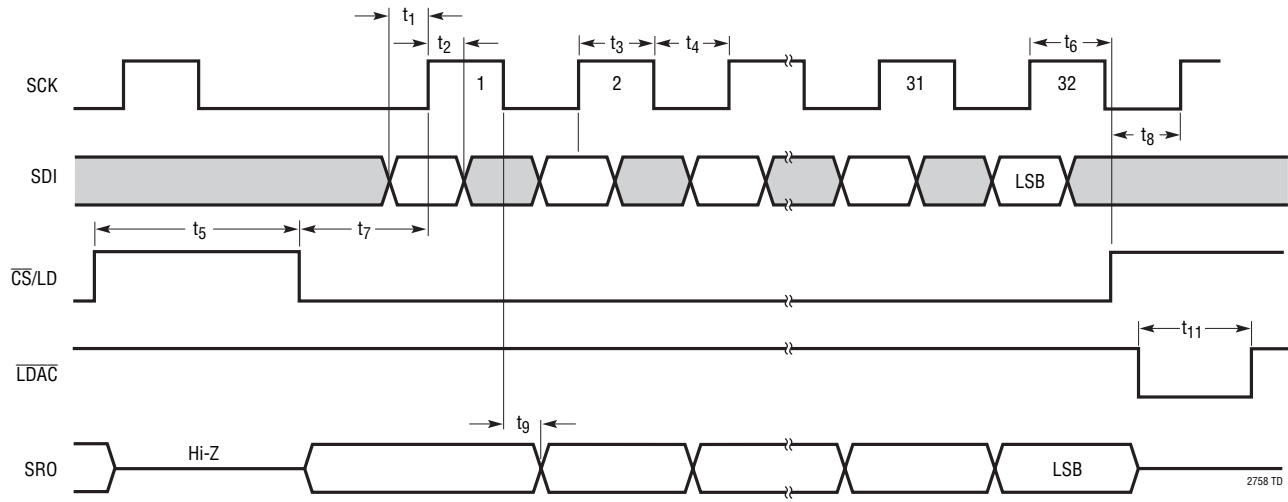 t1
t2
t3
t4
t6
SCK
1
2
31
32
t8
SDI
LSB
t5
t7
CS/LD
t11
LDAC
t9
Hi-Z
SRO
LSB
2758 TD